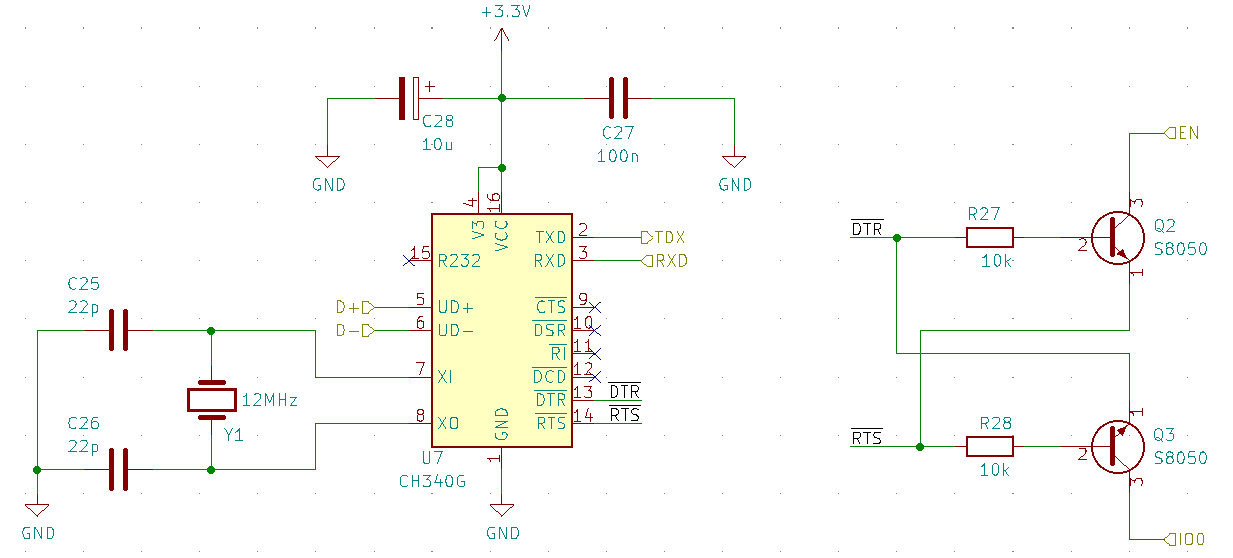 +3.3V
C28
10u
+
C27
100n
GND
GND
EN
4
16
V3
VCC
15
R232
TXD
2
TDX
RXD
3
RXD
D+
5
UD+
CTS
9
D-
6
UD-
DSR
10
RI
11
7
XI
DCD
12
DTR
13
DTR
8
XO
RTS
14
RTS
GND
1
U7
CH340G
GND
C25
22p
12MHz
Y1
C26
22p
GND
DTR
R27
10k
2
3
1
Q2
S8050
RTS
R28
10k
2
1
3
Q3
S8050
IO0